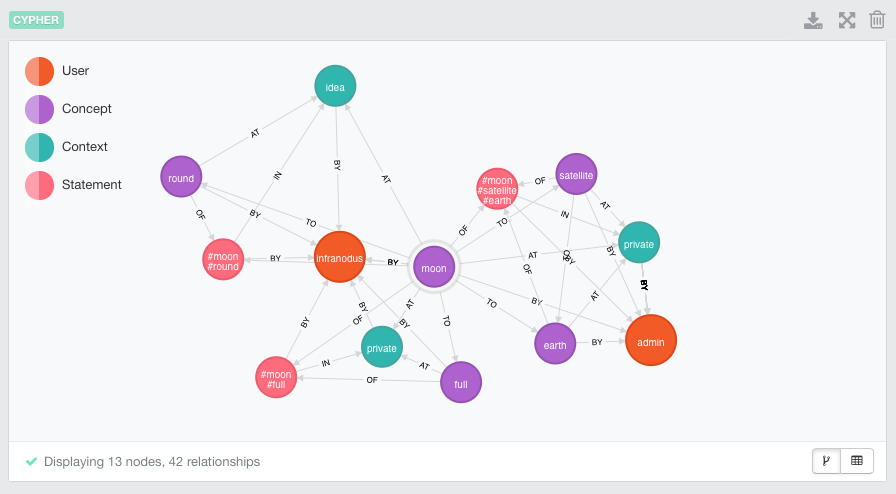 CYPHER
User
Concept
Context
Statement
idea
round
AT
IN
BY
AT
OF
BY
TO
#moon
#round
BY
infranodus
BY
moon
#moon
#satellite
#earth
OF
satellite
AT
IN
OF
TO
private
AT
BY
BY
OF
BY
TO
BY
AT
earth
BY
admin
BY
OF
BY
AT
BY
TO
private
#moon
#full
IN
AT
OF
full
Displaying 13 nodes, 42 relationships